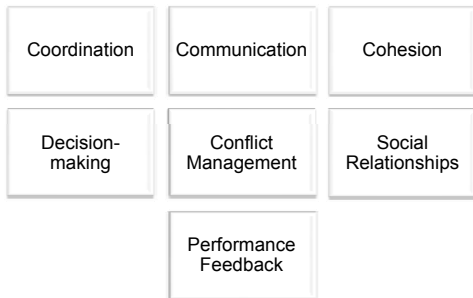 Coordination
Communication
Cohesion
Decision-
making
Conflict
Management
Social
Relationships
Performance
Feedback